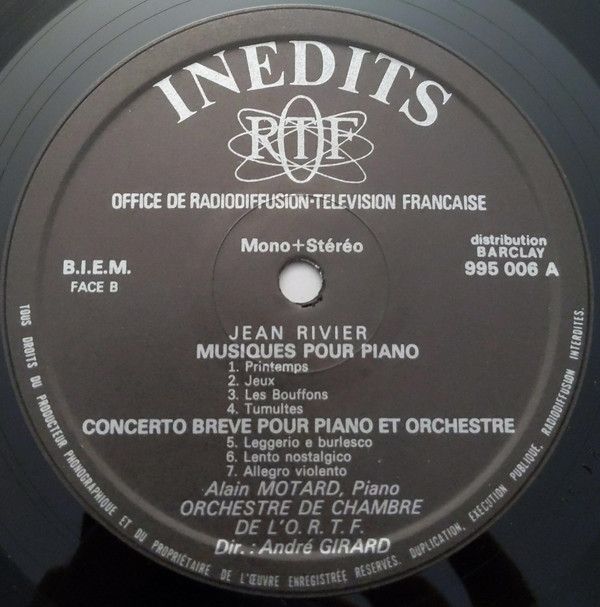 INEDITS
RTF
OFFICE DE RADIODIFFUSION-TELEVISION FRANCAISE
Mono+Stéréo
distribution
BARCLAY
995 006 A
B.I.E.M.
FACE B
JEAN RIVIER
MUSIQUES POUR PIANO
1. Printemps
2. Jeux
3. Les Bouffons
4. Tumultes
CONCERTO BREVE POUR PIANO ET ORCHESTRE
5. Leggerio e burlesco
6. Lento nostalgico
7. Allegro violento
Alain MOTARD, Piano
ORCHESTRE DE CHAMBRE
DE L'O.R.T.F.
Dir.: André GIRARD
TOUS DROITS DU PRODUCTEUR PHONOGRAPHIQUE ET DU PROPRIÉTAIRE DE L'ŒUVRE ENREGISTRÉE RÉSERVÉS. DUPLICATION, EXECUTION PUBLIQUE, RADIODIFFUSION INTERDITES.